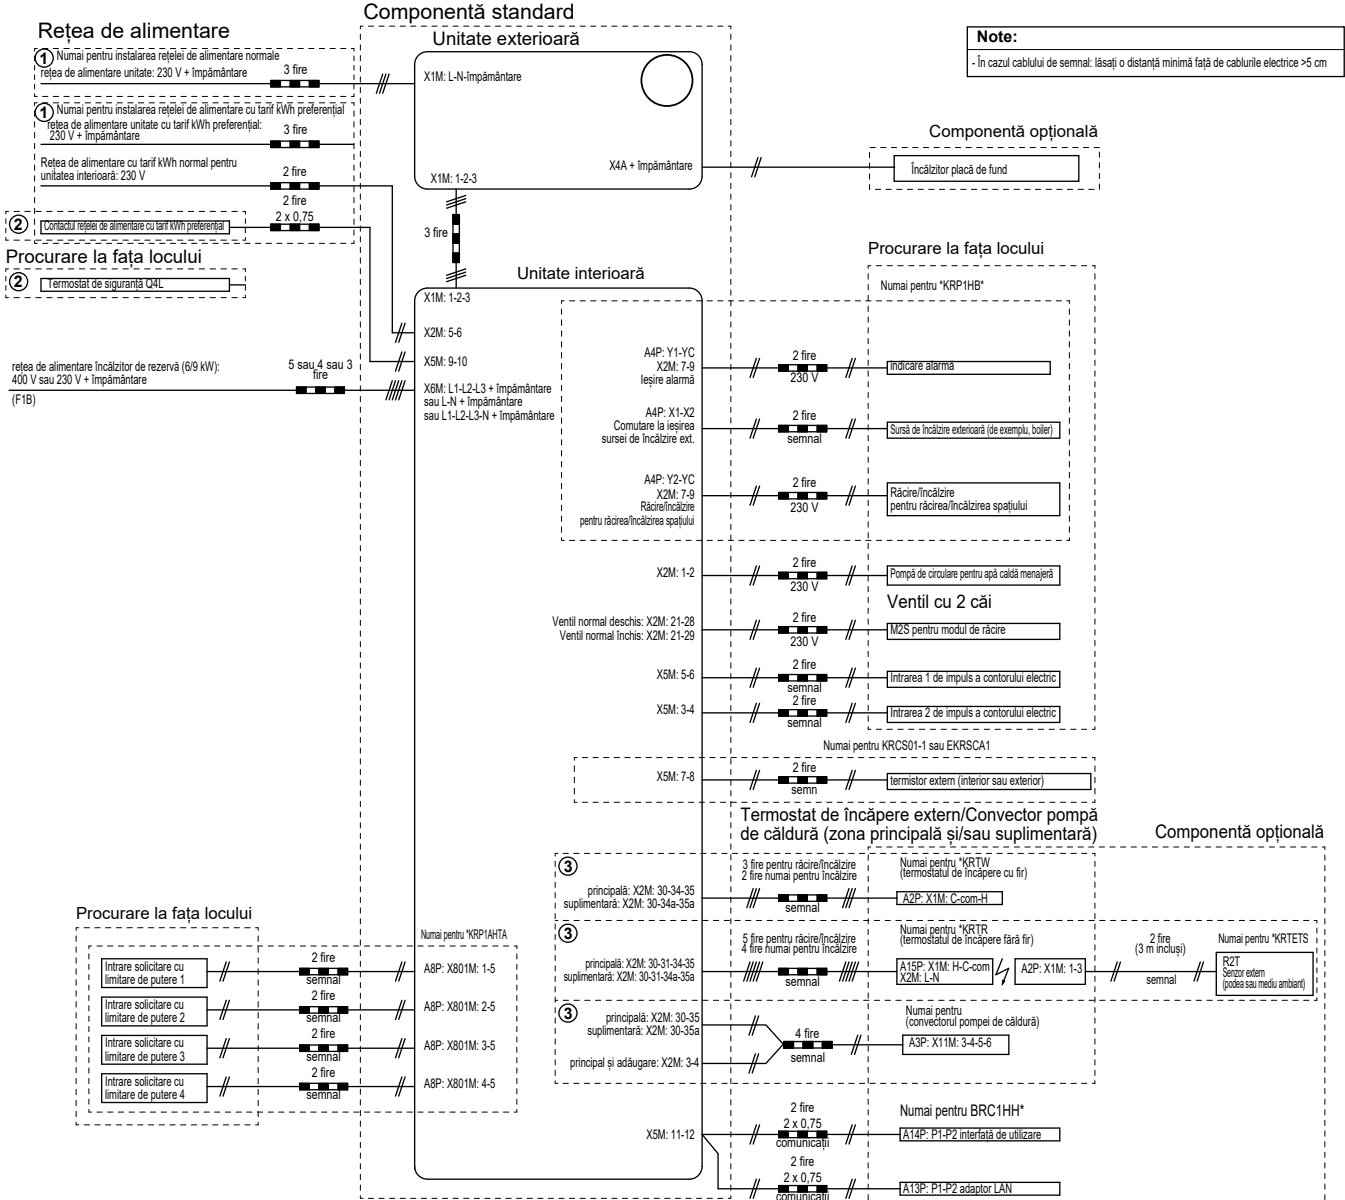 Componentă standard
Rețea de alimentare
Unitate exterioară
Note:
- În cazul cablului de semnal: lăsați o distanță minimă față de cablurile electrice >5 cm
1 Numai pentru instalarea rețelei de alimentare normale
rețea de alimentare unitate: 230 V + împământare
3 fire
X1M: L-N-împământare
1 Numai pentru instalarea rețelei de alimentare cu tarif kWh preferențial
rețea de alimentare unitate cu tarif kWh preferențial:
230 V + împământare
3 fire
Rețea de alimentare cu tarif kWh normal pentru
unitatea interioară: 230 V
2 fire
2 fire
2 x 0,75
2
Contactul rețelei de alimentare cu tarif kWh preferențial
X4A + împământare
X1M: 1-2-3
Componentă opțională
Încălzitor placă de fund
3 fire
Procurare la fața locului
2
Termostat de siguranță Q4L
Unitate interioară
X1M: 1-2-3
X2M: 5-6
X5M: 9-10
rețea de alimentare încălzitor de rezervă (6/9 kW):
400 V sau 230 V + împământare
(F1B)
5 sau 4 sau 3
fire
X6M: L1-L2-L3 + împământare
sau L-N + împământare
sau L1-L2-L3-N + împământare
Procurare la fața locului
Numai pentru *KRP1HB*
A4P: Y1-YC
X2M: 7-9
Ieșire alarmă
2 fire
230 V
Indicare alarmă
A4P: X1-X2
Comutare la ieșirea
sursei de încălzire ext.
2 fire
semnal
Sursă de încălzire exterioară (de exemplu, boiler)
A4P: Y2-YC
X2M: 7-9
Răcire/încălzire
pentru răcirea/încălzirea spațiului
2 fire
230 V
Răcire/încălzire
pentru răcirea/încălzirea spațiului
X2M: 1-2
2 fire
230 V
Pompă de circulare pentru apă caldă menajeră
Ventil cu 2 căi
Ventil normal deschis: X2M: 21-28
Ventil normal închis: X2M: 21-29
2 fire
230 V
M2S pentru modul de răcire
X5M: 5-6
2 fire
semnal
Intrarea 1 de impuls a contorului electric
X5M: 3-4
2 fire
semnal
Intrarea 2 de impuls a contorului electric
Numai pentru KRCS01-1 sau EKRSCA1
X5M: 7-8
2 fire
semn
termistor extern (interior sau exterior)
Termostat de încăpere extern/Convector pompă
de căldură (zona principală și/sau suplimentară)
Componentă opțională
3
principală: X2M: 30-34-35
suplimentară: X2M: 30-34a-35a
3 fire pentru răcire/încălzire
2 fire numai pentru încălzire
semnal
Numai pentru *KRTW
(termostatul de încăpere cu fir)
A2P: X1M: C-com-H
3
principală: X2M: 30-31-34-35
suplimentară: X2M: 30-31-34a-35a
5 fire pentru răcire/încălzire
4 fire numai pentru încălzire
semnal
Numai pentru *KRTR
(termostatul de încăpere fără fir)
A15P: X1M: H-C-com
X2M: L-N
A2P: X1M: 1-3
2 fire
(3 m incluși)
semnal
Numai pentru *KRTETS
R2T
Senzor extern
(podea sau mediu ambiant)
3
principală: X2M: 30-35
suplimentară: X2M: 30-35a
principal și adăugare: X2M: 3-4
4 fire
semnal
Numai pentru
(convectorul pompei de căldură)
A3P: X11M: 3-4-5-6
Procurare la fața locului
Numai pentru *KRP1AHTA
Intrare solicitare cu
limitare de putere 1
2 fire
semnal
A8P: X801M: 1-5
Intrare solicitare cu
limitare de putere 2
2 fire
semnal
A8P: X801M: 2-5
Intrare solicitare cu
limitare de putere 3
2 fire
semnal
A8P: X801M: 3-5
Intrare solicitare cu
limitare de putere 4
2 fire
semnal
A8P: X801M: 4-5
X5M: 11-12
2 fire
2 x 0,75
comunicații
Numai pentru BRC1HH*
A14P: P1-P2 interfață de utilizare
2 fire
2 x 0,75
comunicații
A13P: P1-P2 adaptor LAN